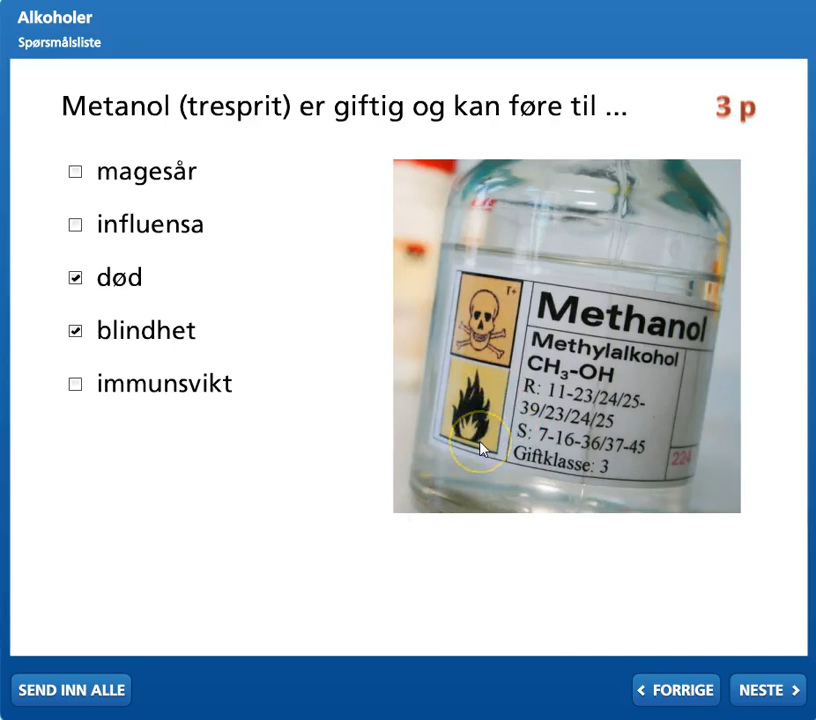 Alkoholer
Spørsmålsliste
Metanol (tresprit) er giftig og kan føre til ...
3 p
magesår
influensa
død
blindhet
immunsvikt
T+
Methanol
Methylalkohol
CH₃-OH
R: 11-23/24/25-
39/23/24/25
S: 7-16-36/37-45
Giftklasse: 3
224
SEND INN ALLE
FORRIGE
NESTE